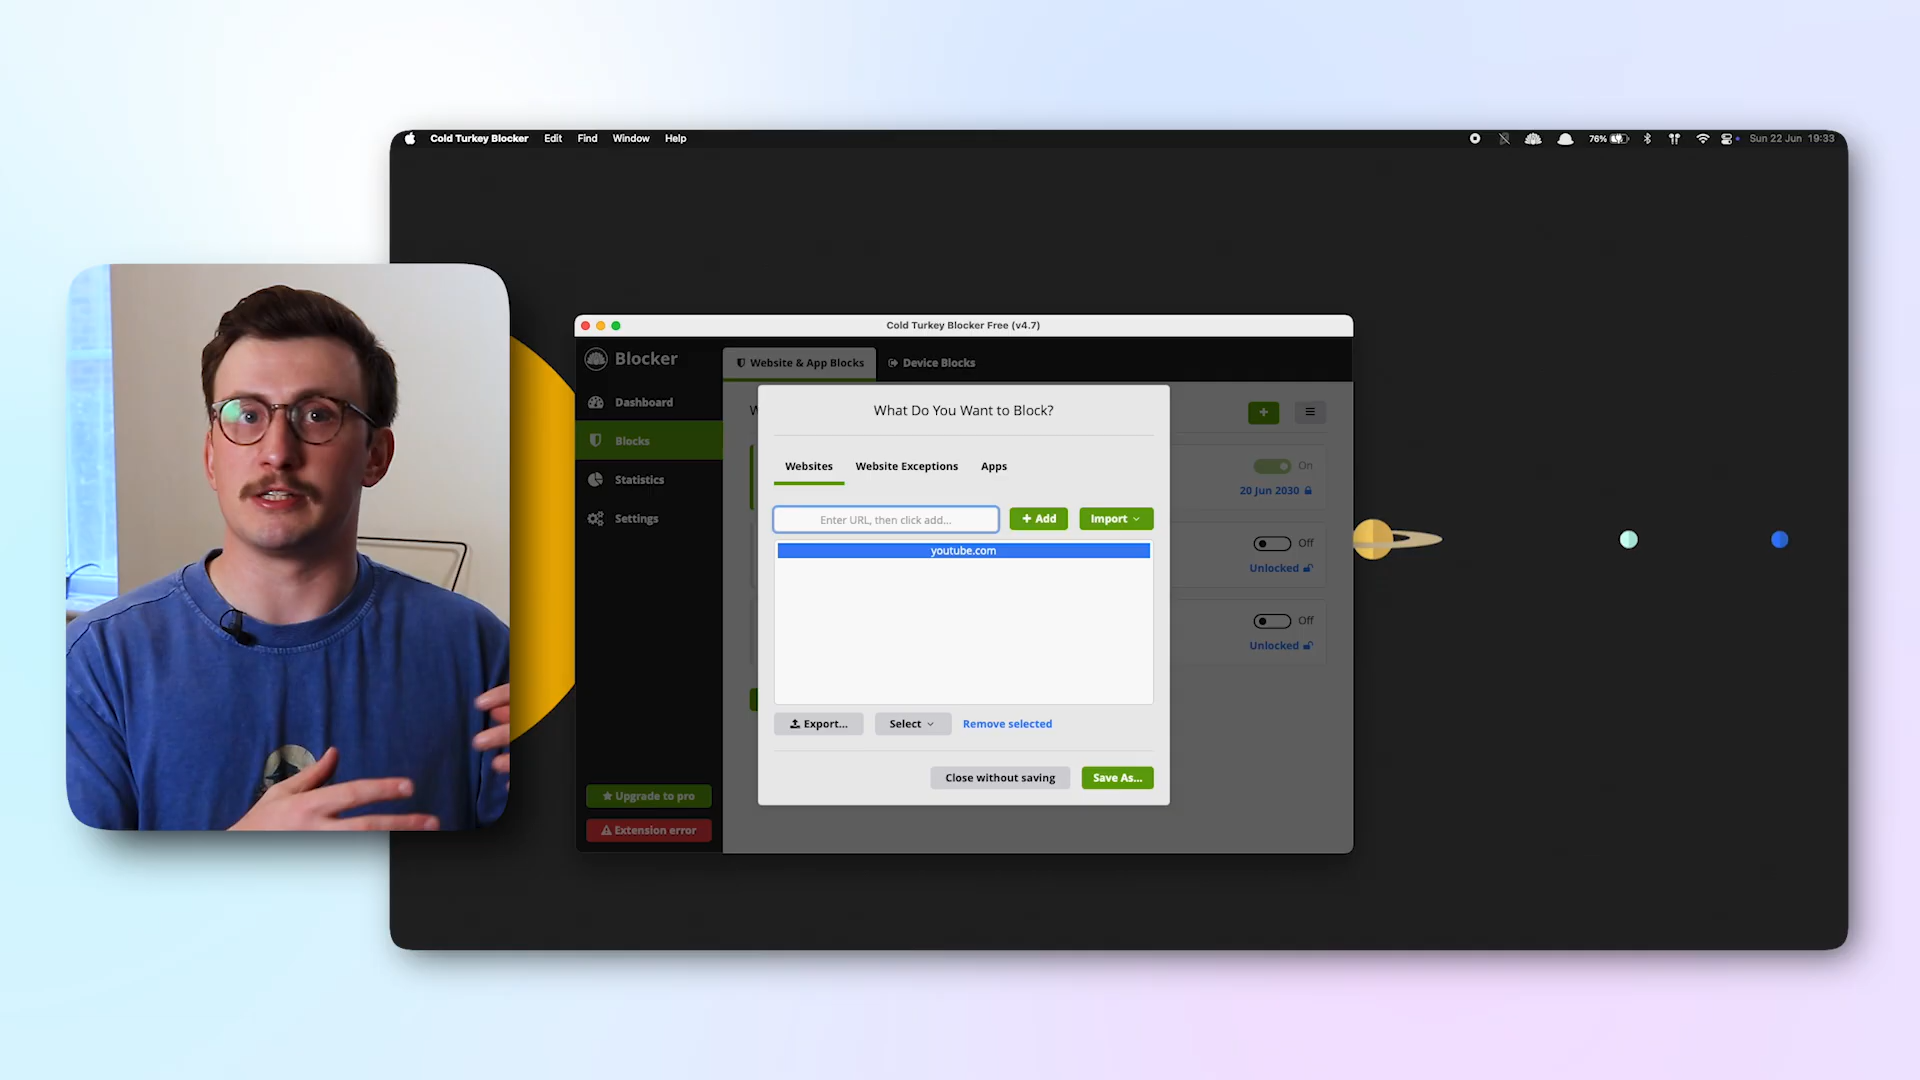 Cold Turkey Blocker Edit Find Window Help
76% Sun 22 Jun 19:33
Cold Turkey Blocker Free (v4.7)
Blocker
Website & App Blocks
Device Blocks
Dashboard
Blocks
Statistics
Settings
Upgrade to pro
Extension error
W
What Do You Want to Block?
Websites
Website Exceptions
Apps
Enter URL, then click add...
+ Add
Import
youtube.com
Export...
Select
Remove selected
Close without saving
Save As...
On
20 Jun 2030
Off
Unlocked
Off
Unlocked